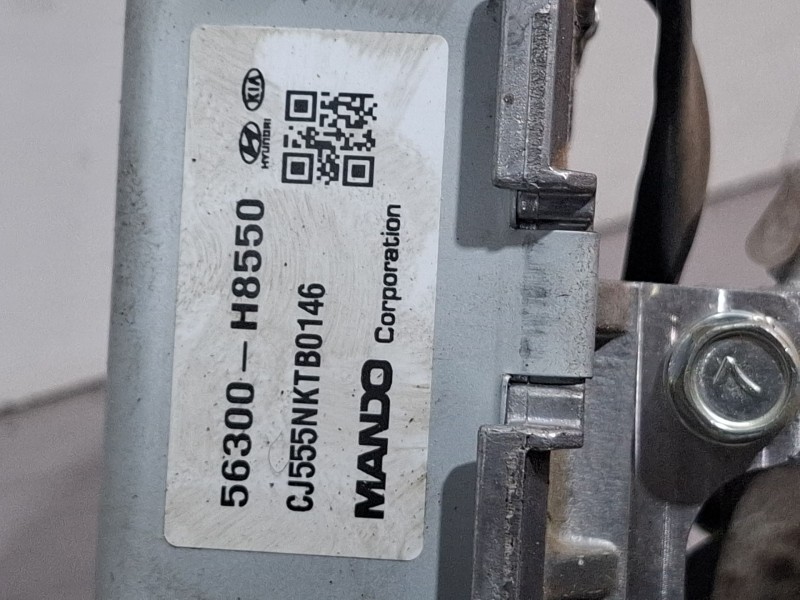 56300-H8550
HYUNDAI
KIA
CJ555NKTB0146
MANDO Corporation